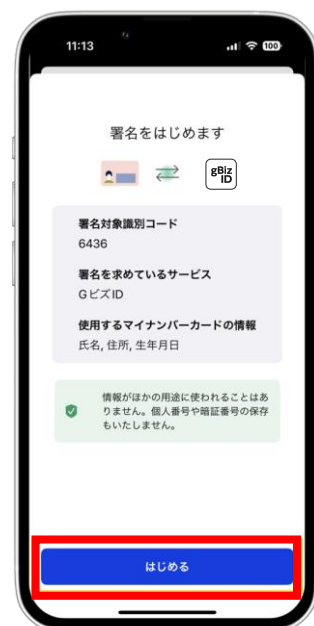 11:13
100
署名をはじめます
gBiz
ID
署名対象識別コード
6436
署名を求めているサービス
GビズID
使用するマイナンバーカードの情報
氏名, 住所, 生年月日
情報がほかの用途に使われることはあ
りません。個人番号や暗証番号の保存
もいたしません。
はじめる